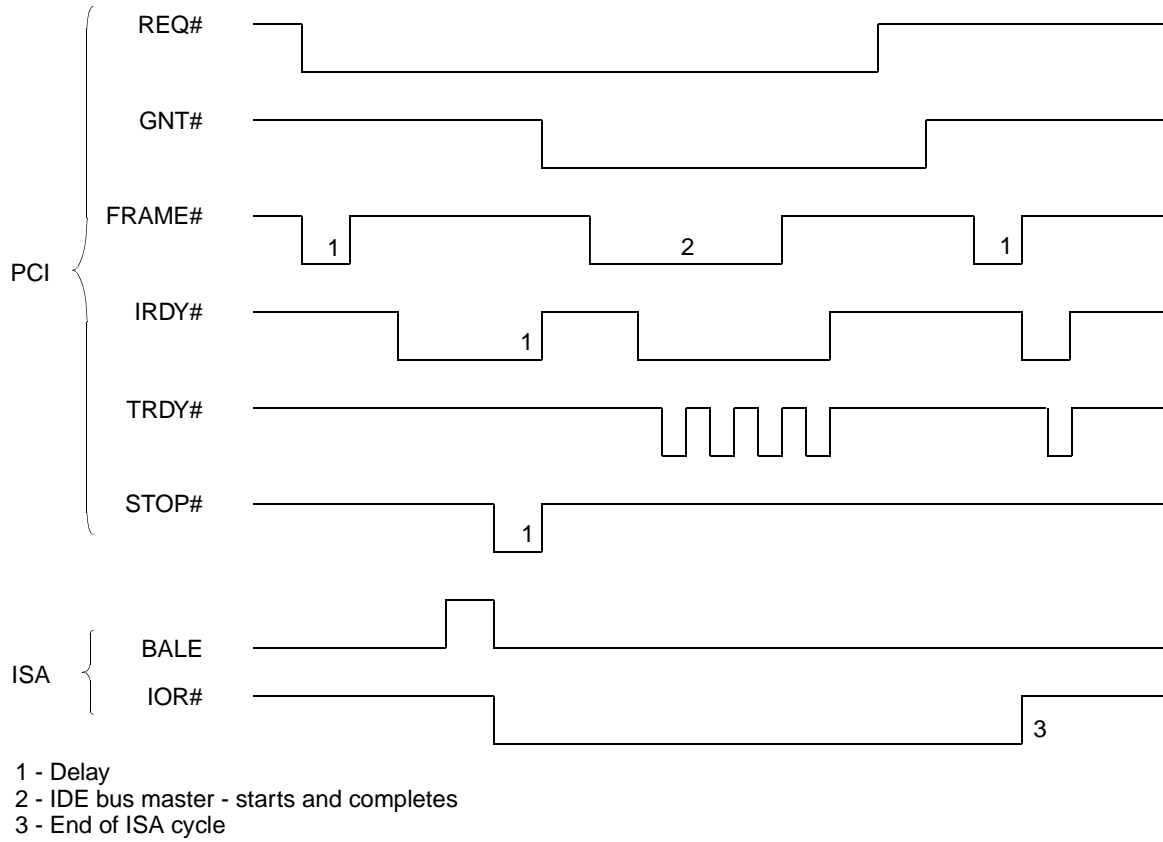 REQ#
GNT#
FRAME# 1 2 1
PCI
IRDY# 1
TRDY#
STOP# 1
BALE
ISA
IOR# 3
1 - Delay
2 - IDE bus master - starts and completes
3 - End of ISA cycle